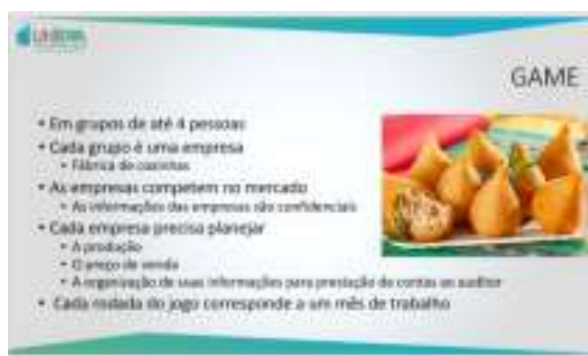 GAME
• Em grupos de até 4 pessoas
• Cada grupo é uma empresa
• Fábrica de coxinhas
• As empresas competem no mercado
• As informações das empresas são confidenciais
• Cada empresa precisa planejar
• A produção
• O preço de venda
• A organização de suas informações para prestação de contas ao auditor
• Cada rodada do jogo corresponde a um mês de trabalho